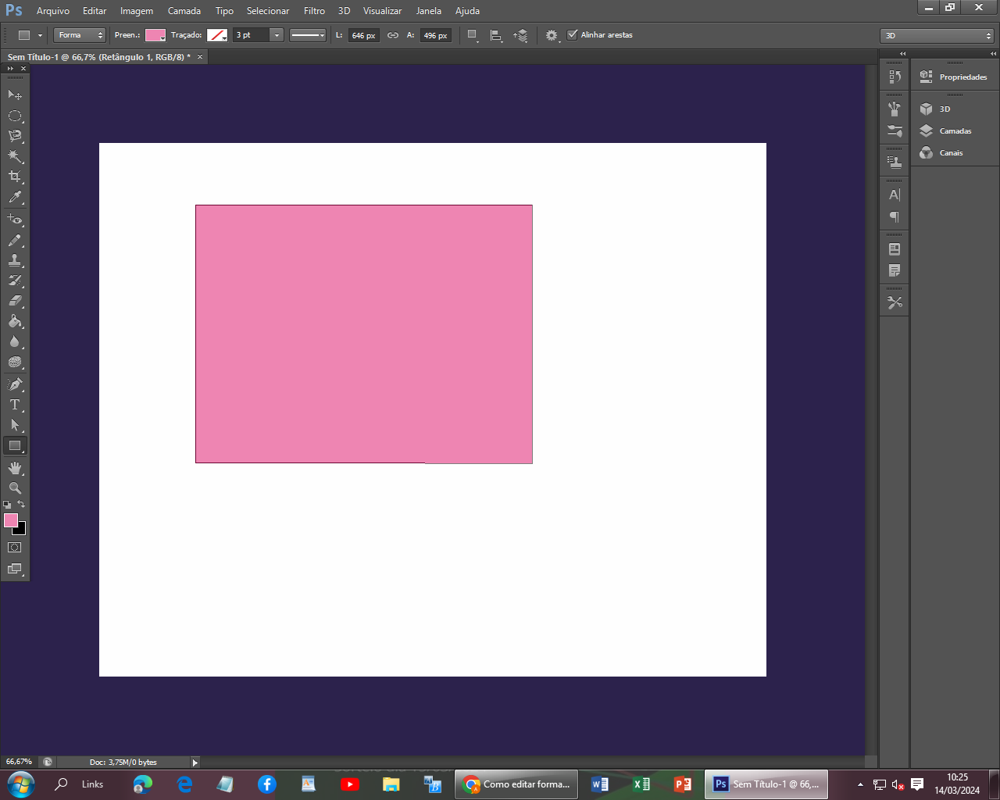 Ps Arquivo Editar Imagem Camada Tipo Selecionar Filtro 3D Visualizar Janela Ajuda
Forma Preen.: Traçado: 3 pt L: 646 px A: 496 px Alinhar arestas 3D
Sem Título-1 @ 66,7% (Retângulo 1, RGB/8) *
Propriedades
3D
Camadas
Canais
66,67% Doc: 3,75M/0 bytes
Links Como editar forma... Sem Título-1 @ 66,...
10:25
14/03/2024